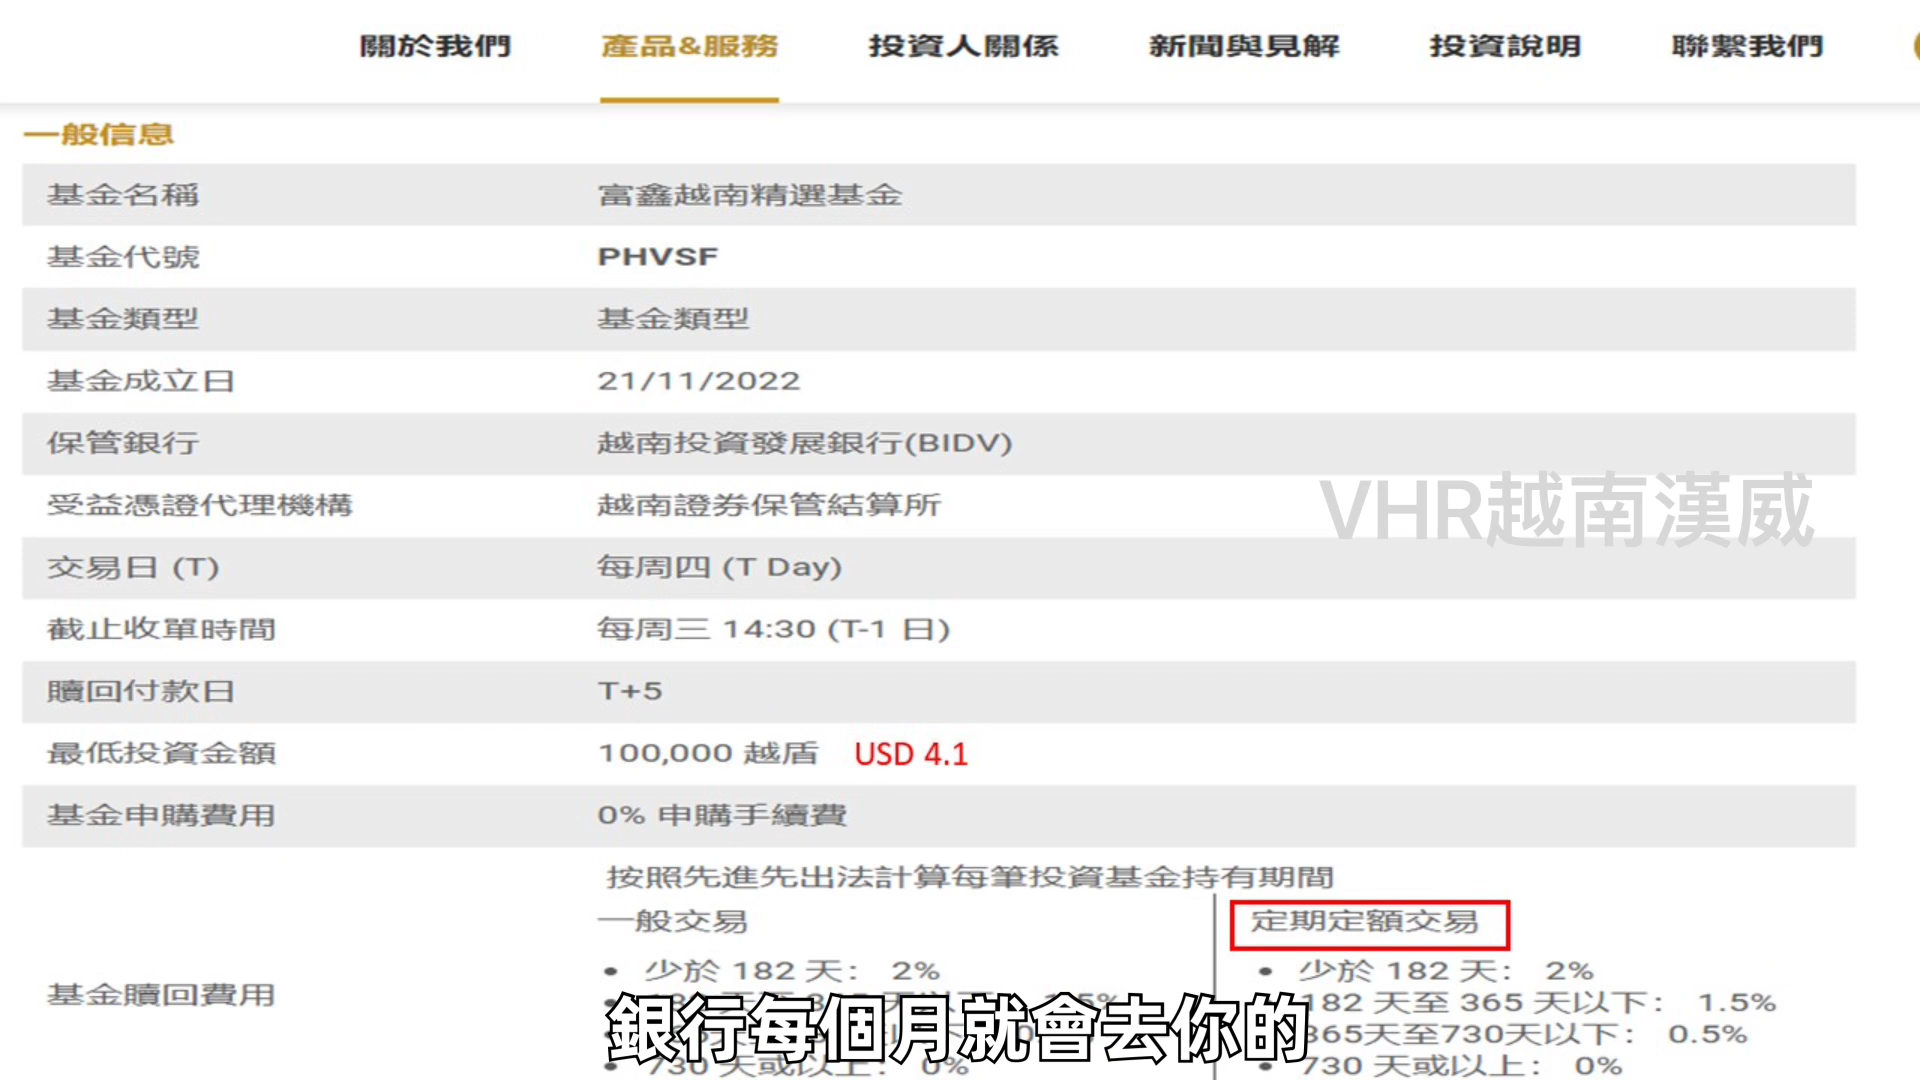 關於我們 產品&服務 投資人關係 新聞與見解 投資說明 聯繫我們
一般信息
基金名稱 富鑫越南精選基金
基金代號 PHVSF
基金類型 基金類型
基金成立日 21/11/2022
保管銀行 越南投資發展銀行(BIDV)
受益憑證代理機構 越南證券保管結算所
VHR越南漢威
交易日 (T) 每周四 (T Day)
截止收單時間 每周三 14:30 (T-1 日)
贖回付款日 T+5
最低投資金額 100,000 越盾 USD 4.1
基金申購費用 0% 申購手續費
按照先進先出法計算每筆投資基金持有期間
一般交易 定期定額交易
• 少於 182 天： 2% • 少於 182 天： 2%
基金贖回費用
182 天至 365 天以下： 1.5%
365天至730天以下： 0.5%
• 730 天或以上： 0% • 730 天或以上： 0%
銀行每個月就會去你的